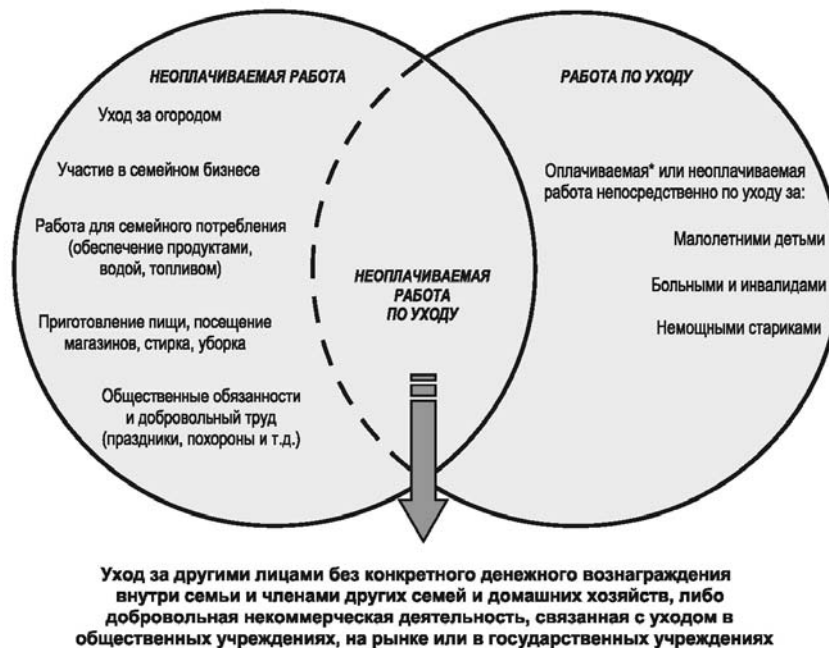 НЕОПЛАЧИВАЕМАЯ РАБОТА
Уход за огородом
Участие в семейном бизнесе
Работа для семейного потребления
(обеспечение продуктами,
водой, топливом)
Приготовление пищи, посещение
магазинов, стирка, уборка
Общественные обязанности
и добровольный труд
(праздники, похороны и т.д.)
НЕОПЛАЧИВАЕМАЯ
РАБОТА
ПО УХОДУ
РАБОТА ПО УХОДУ
Оплачиваемая* или неоплачиваемая
работа непосредственно по уходу за:
Малолетними детьми
Больными и инвалидами
Немощными стариками
Уход за другими лицами без конкретного денежного вознаграждения
внутри семьи и членами других семей и домашних хозяйств, либо
добровольная некоммерческая деятельность, связанная с уходом в
общественных учреждениях, на рынке или в государственных учреждениях